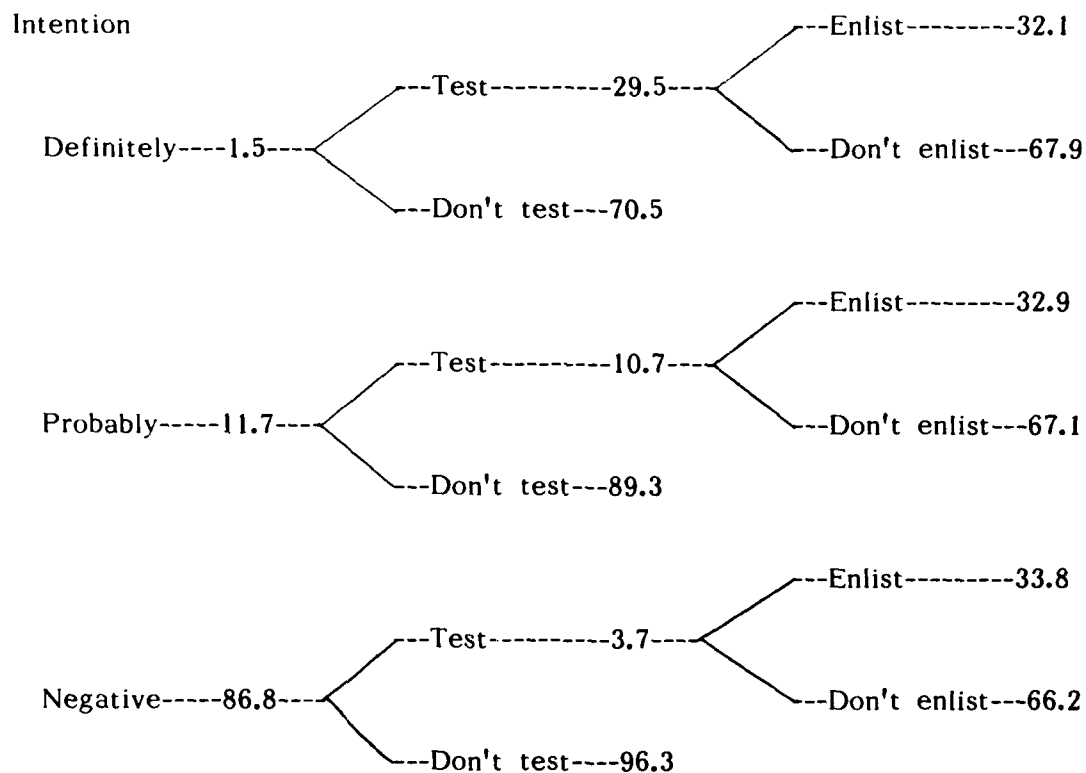 Intention
---Enlist---------32.1
---Test----------29.5----
Definitely----1.5----
---Don't enlist---67.9
---Don't test---70.5
---Enlist---------32.9
---Test----------10.7----
Probably-----11.7----
---Don't enlist---67.1
---Don't test---89.3
---Enlist---------33.8
---Test----------3.7----
Negative-----86.8----
---Don't enlist---66.2
---Don't test----96.3